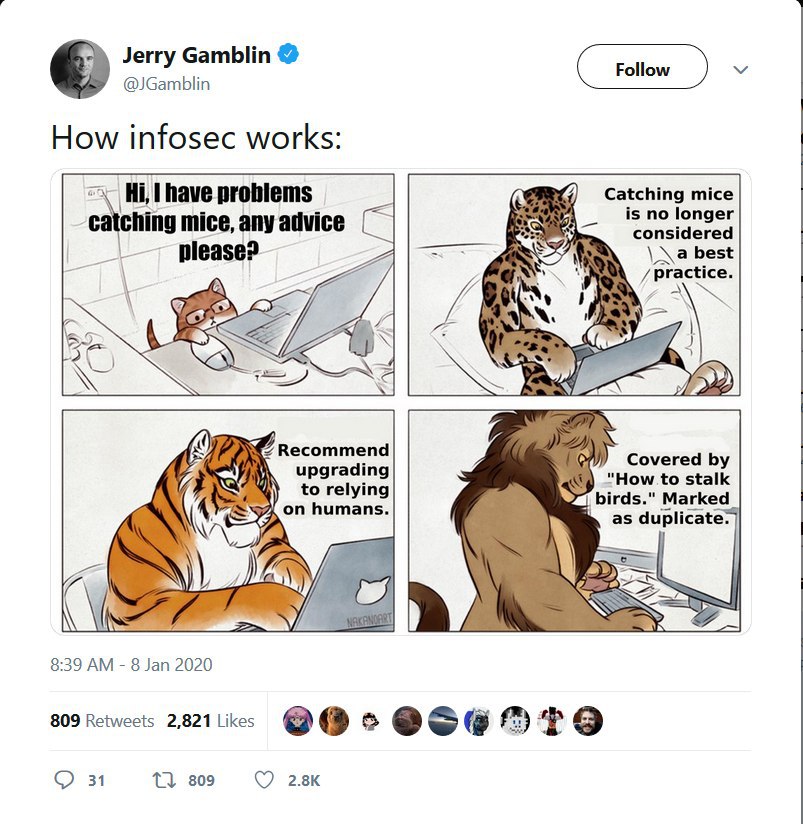 Jerry Gamblin
@JGamblin
Follow
How infosec works:
Hi, I have problems
catching mice, any advice
please?
Catching mice
is no longer
considered
a best
practice.
Recommend
upgrading
to relying
on humans.
NAKANOART
Covered by
"How to stalk
birds." Marked
as duplicate.
8:39 AM - 8 Jan 2020
809 Retweets 2,821 Likes
31 809 2.8K